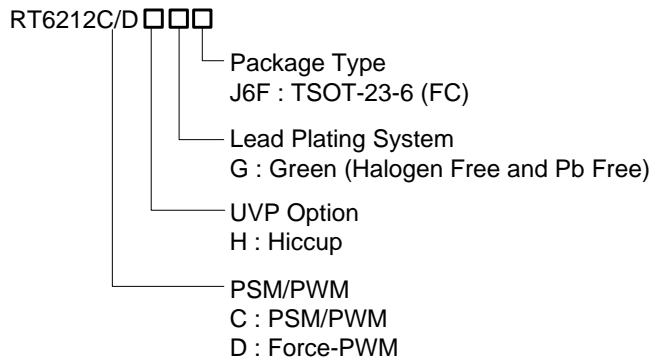 RT6212C/D□□□
Package Type
J6F : TSOT-23-6 (FC)
Lead Plating System
G : Green (Halogen Free and Pb Free)
UVP Option
H : Hiccup
PSM/PWM
C : PSM/PWM
D : Force-PWM